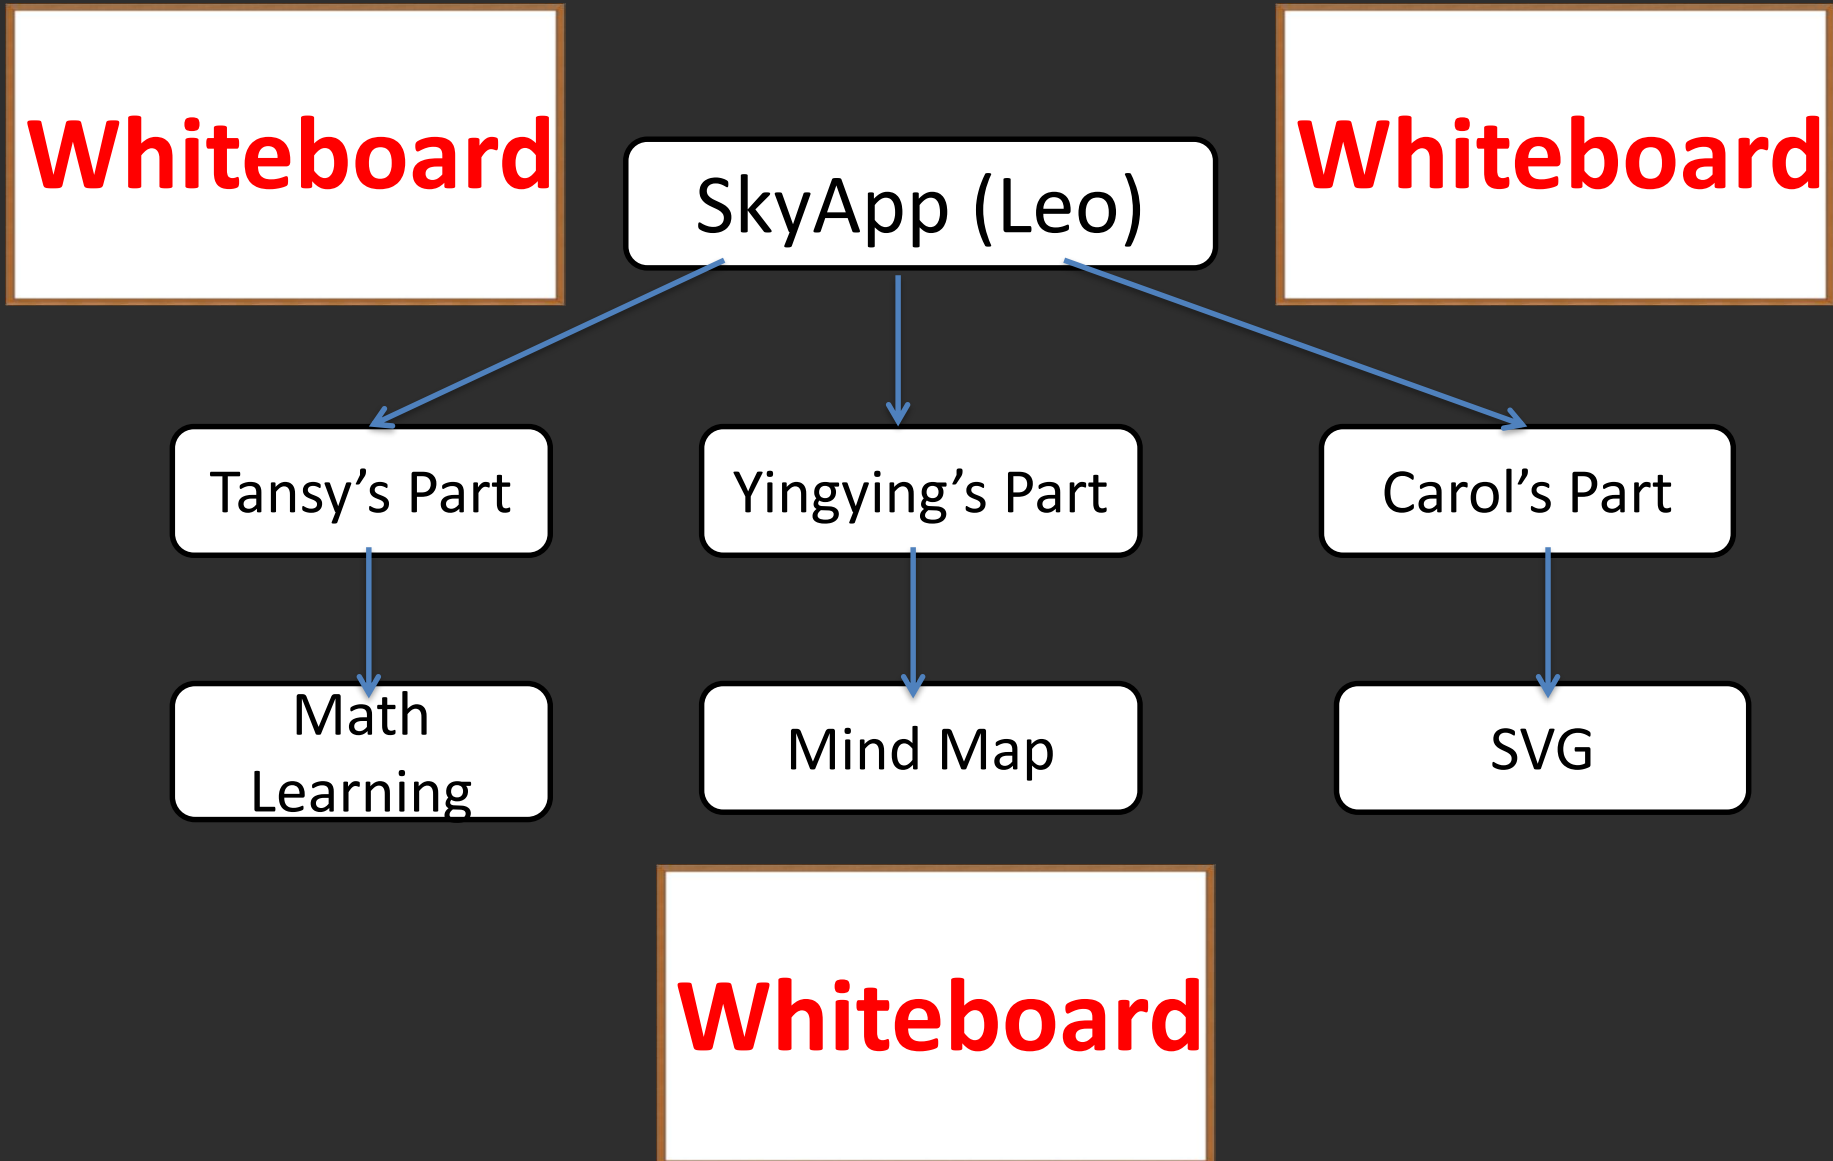 Whiteboard
Whiteboard
SkyApp (Leo)
Tansy’s Part
Yingying’s Part
Carol’s Part
Math
Learning
Mind Map
SVG
Whiteboard